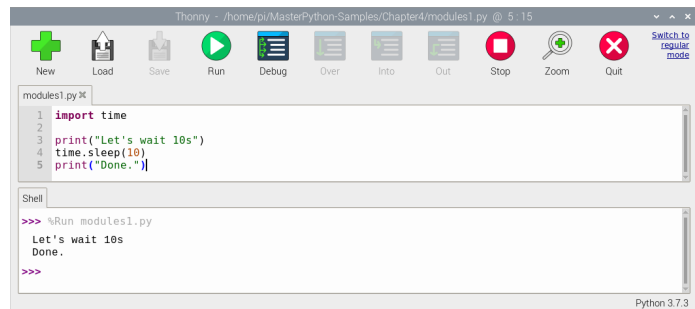 Thonny - /home/pi/MasterPython-Samples/Chapter4/modules1.py @ 5:15
New Load Save Run Debug Over Into Out Stop Zoom Quit
Switch to
regular
mode
modules1.py
1 import time
2
3 print("Let's wait 10s")
4 time.sleep(10)
5 print("Done.")
Shell
>>> %Run modules1.py
Let's wait 10s
Done.
>>>
Python 3.7.3